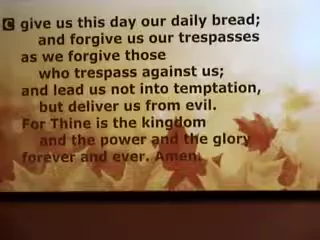 C give us this day our daily bread;
and forgive us our trespasses
as we forgive those
who trespass against us;
and lead us not into temptation,
but deliver us from evil.
For Thine is the kingdom
and the power and the glory
forever and ever. Amen.